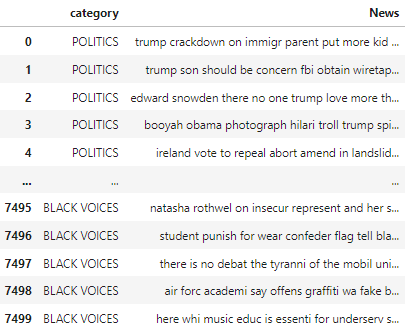 category News
0 POLITICS trump crackdown on immigr parent put more kid ...
1 POLITICS trump son should be concern fbi obtain wiretap...
2 POLITICS edward snowden there no one trump love more th...
3 POLITICS booyah obama photograph hilari troll trump spi...
4 POLITICS ireland vote to repeal abort amend in landslid...
... ... ...
7495 BLACK VOICES natasha rothwel on insecur represent and her s...
7496 BLACK VOICES student punish for wear confeder flag tell bla...
7497 BLACK VOICES there is no debat the tyranni of the mobil uni...
7498 BLACK VOICES air forc academi say offens graffiti wa fake b...
7499 BLACK VOICES here whi music educ is essenti for underserv s...